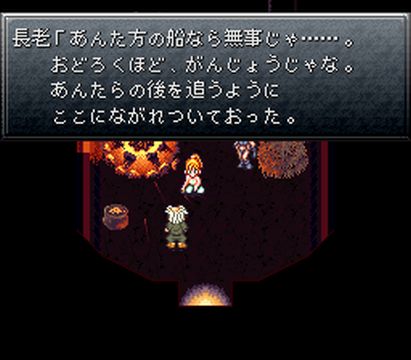 長老「あんた方の船なら無事じゃ……。
おどろくほど、がんじょうじゃな。
あんたらの後を追うように
ここにながれついておった。